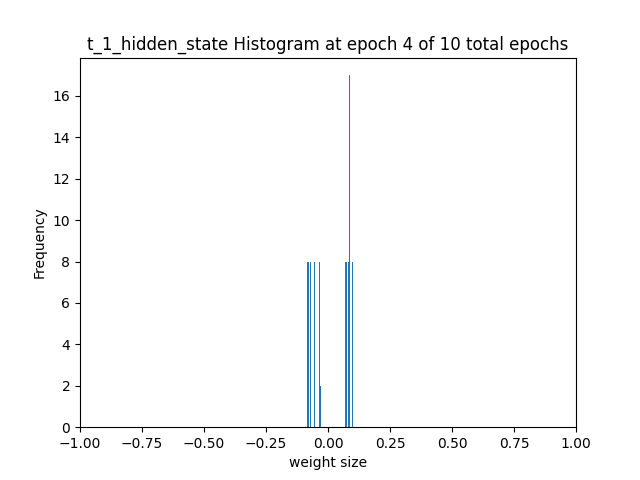 t_1_hidden_state Histogram at epoch 4 of 10 total epochs
16
14
12
10
8
6
4
2
0
Frequency
−1.00 −0.75 −0.50 −0.25 0.00 0.25 0.50 0.75 1.00
weight size